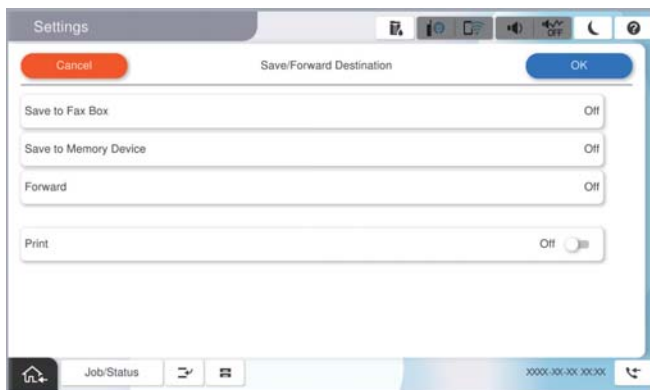 Settings
OFF
Cancel
Save/Forward Destination
OK
Save to Fax Box
Off
Save to Memory Device
Off
Forward
Off
Print
Off
Job/Status
XXXX-XX-XX XX:XX